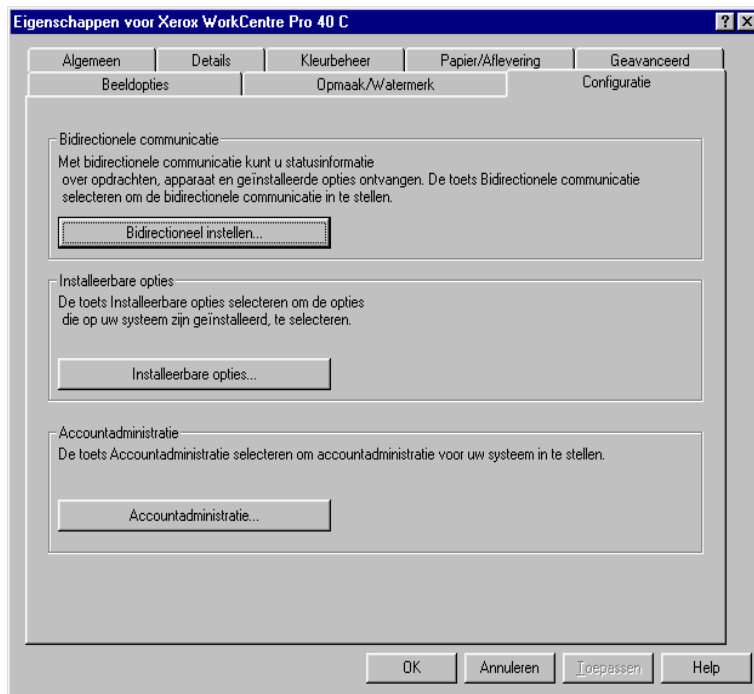 Eigenschappen voor Xerox WorkCentre Pro 40 C
Algemeen Details Kleurbeheer Papier/Aflevering Geavanceerd
Beeldopties Opmaak/Watermerk Configuratie
Bidirectionele communicatie
Met bidirectionele communicatie kunt u statusinformatie
over opdrachten, apparaat en geïnstalleerde opties ontvangen. De toets Bidirectionele communicatie
selecteren om de bidirectionele communicatie in te stellen.
Bidirectioneel instellen...
Installeerbare opties
De toets Installeerbare opties selecteren om de opties
die op uw systeem zijn geïnstalleerd, te selecteren.
Installeerbare opties...
Accountadministratie
De toets Accountadministratie selecteren om accountadministratie voor uw systeem in te stellen.
Accountadministratie...
OK Annuleren Toepassen Help